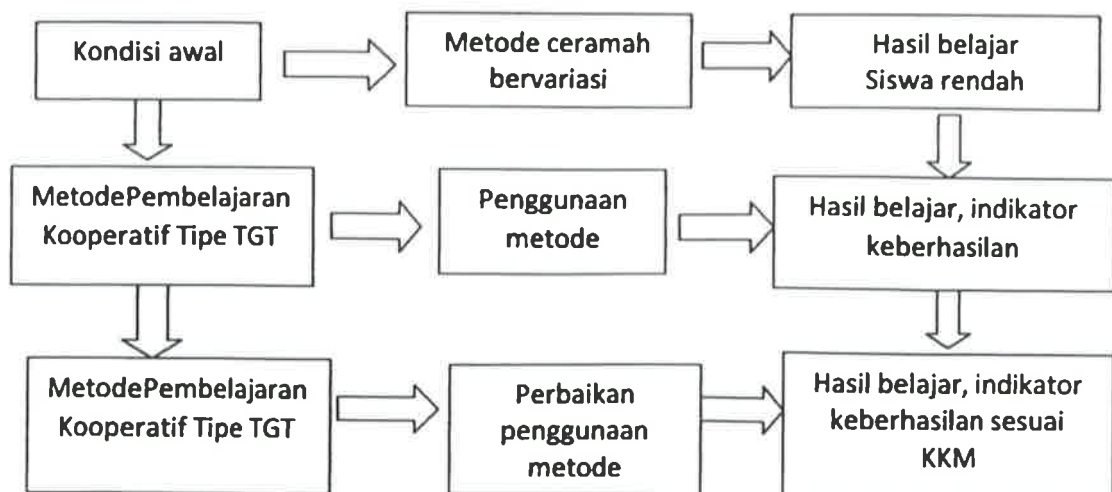 Kondisi awal
Metode ceramah
bervariasi
Hasil belajar
Siswa rendah
MetodePembelajaran
Kooperatif Tipe TGT
Penggunaan
metode
Hasil belajar, indikator
keberhasilan
MetodePembelajaran
Kooperatif Tipe TGT
Perbaikan
penggunaan
metode
Hasil belajar, indikator
keberhasilan sesuai
KKM